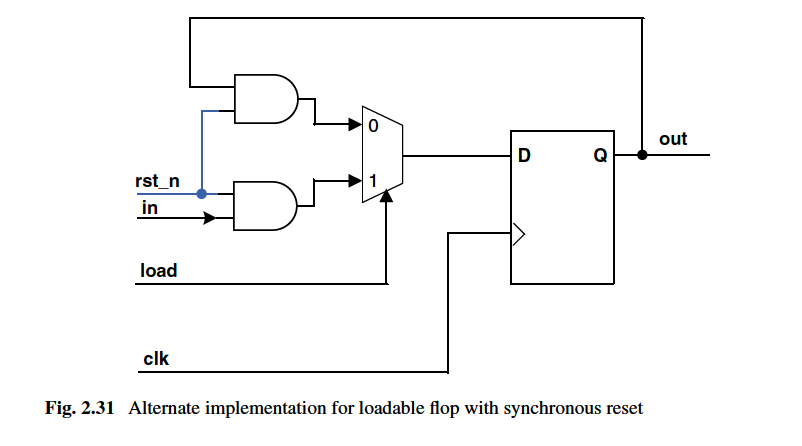 out
0
D
Q
rst_n
1
in
load
clk
Fig. 2.31 Alternate implementation for loadable flop with synchronous reset